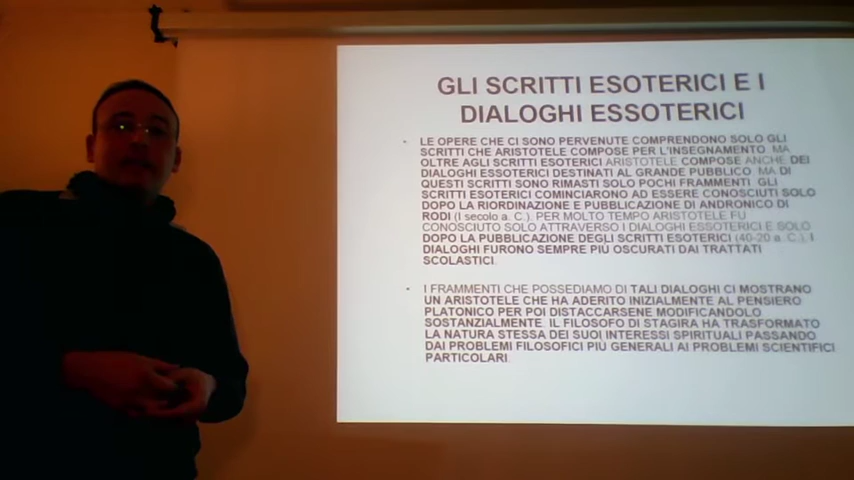 GLI SCRITTI ESOTERICI E I
DIALOGHI ESSOTERICI
• LE OPERE CHE CI SONO PERVENUTE COMPRENDONO SOLO GLI
SCRITTI CHE ARISTOTELE COMPOSE PER L'INSEGNAMENTO MA
OLTRE AGLI SCRITTI ESOTERICI ARISTOTELE COMPOSE ANCHE DEI
DIALOGHI ESSOTERICI DESTINATI AL GRANDE PUBBLICO MA DI
QUESTI SCRITTI SONO RIMASTI SOLO POCHI FRAMMENTI. GLI
SCRITTI ESOTERICI COMINCIARONO AD ESSERE CONOSCIUTI SOLO
DOPO LA RIORDINAZIONE E PUBBLICAZIONE DI ANDRONICO DI
RODI (I secolo a. C.). PER MOLTO TEMPO ARISTOTELE FU
CONOSCIUTO SOLO ATTRAVERSO I DIALOGHI ESSOTERICI E SOLO
DOPO LA PUBBLICAZIONE DEGLI SCRITTI ESOTERICI (40-20 a. C.) I
DIALOGHI FURONO SEMPRE PIÙ OSCURATI DAI TRATTATI
SCOLASTICI.
• I FRAMMENTI CHE POSSEDIAMO DI TALI DIALOGHI CI MOSTRANO
UN ARISTOTELE CHE HA ADERITO INIZIALMENTE AL PENSIERO
PLATONICO PER POI DISTACCARSENE MODIFICANDOLO
SOSTANZIALMENTE. IL FILOSOFO DI STAGIRA HA TRASFORMATO
LA NATURA STESSA DEI SUOI INTERESSI SPIRITUALI PASSANDO
DAI PROBLEMI FILOSOFICI PIÙ GENERALI AI PROBLEMI SCIENTIFICI
PARTICOLARI